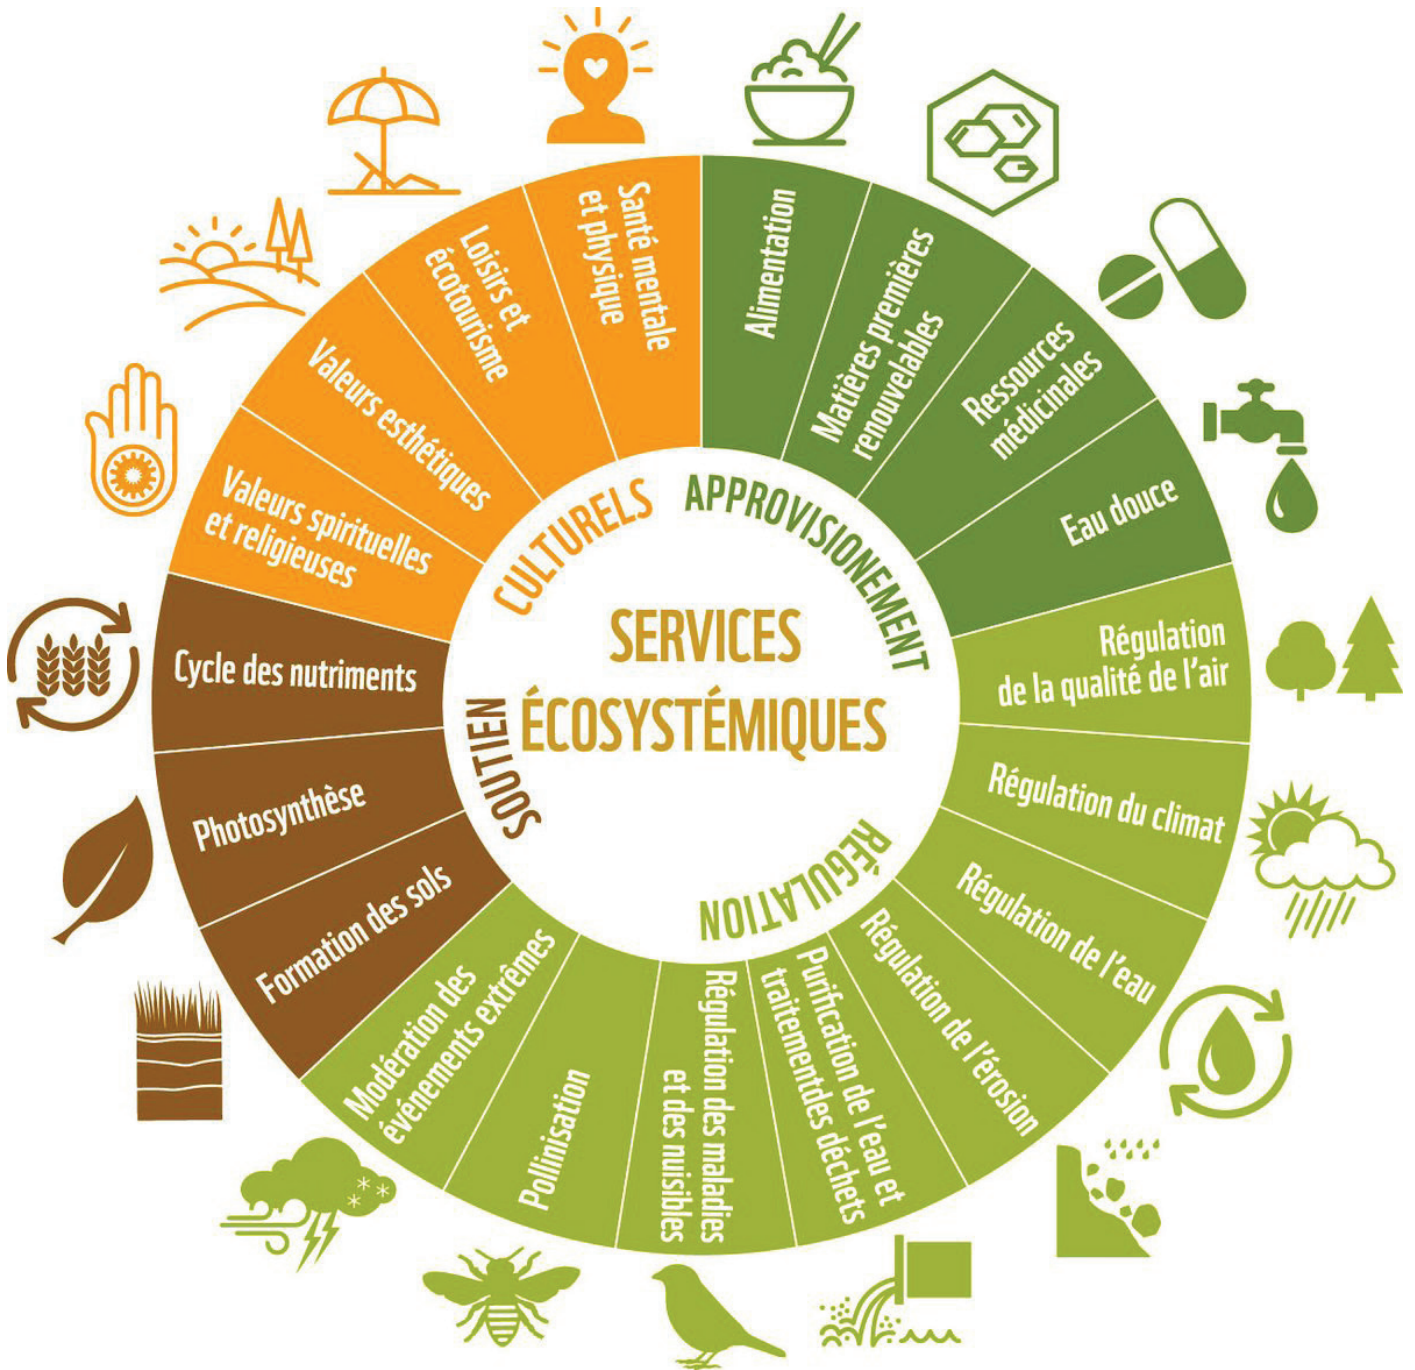 SERVICES
ÉCOSYSTÉMIQUES
APPROVISIONEMENT
Alimentation
Matières premières
renouvelables
Ressources
médicinales
Eau douce
RÉGULATION
Régulation
de la qualité de l'air
Régulation du climat
Régulation de l'eau
Régulation de l'érosion
Purification de l'eau et
traitementdes déchets
Régulation des maladies
et des nuisibles
Pollinisation
Modération des
événements extrêmes
SOUTIEN
Formation des sols
Photosynthèse
Cycle des nutriments
CULTURELS
Valeurs spirituelles
et religieuses
Valeurs esthétiques
Loisirs et
écotourisme
Santé mentale
et physique